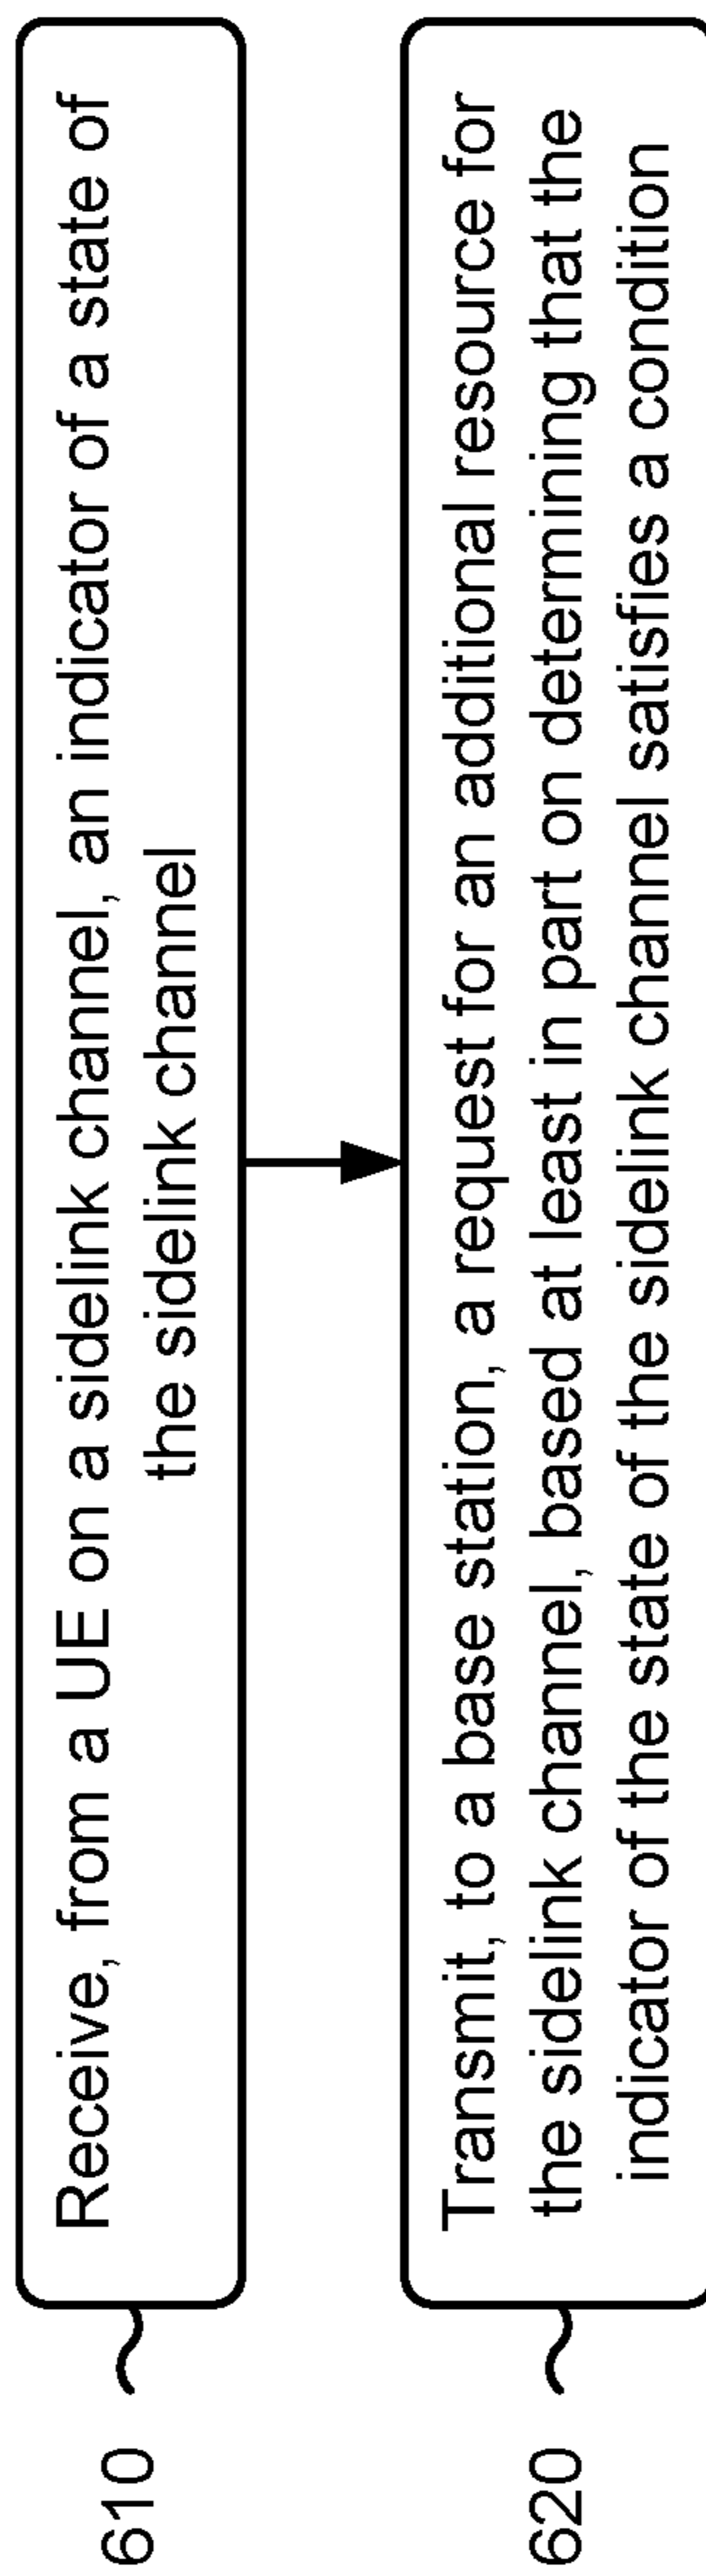 610
Receive, from a UE on a sidelink channel, an indicator of a state of
the sidelink channel
620
Transmit, to a base station, a request for an additional resource for
the sidelink channel, based at least in part on determining that the
indicator of the state of the sidelink channel satisfies a condition